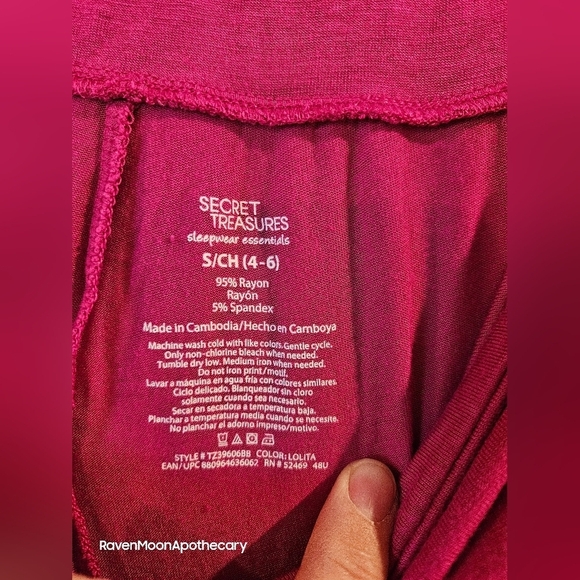 SECRET
TREASURES
sleepwear essentials
S/CH (4-6)
95% Rayon
Rayón
5% Spandex
Made in Cambodia/Hecho en Camboya
Machine wash cold with like colors. Gentle cycle.
Only non-chlorine bleach when needed.
Tumble dry low. Medium iron when needed.
Do not iron print/motif.
Lavar a máquina en agua fría con colores similares.
Ciclo delicado. Blanqueador sin cloro
solamente cuando sea necesario.
Secar en secadora a temperatura baja.
Planchar a temperatura media cuando se necesite.
No planchar el adorno impreso/motivo.
STYLE # TZ39606BB COLOR: LOLITA
EAN/UPC 880964636062 RN # 52469 48U
RavenMoonApothecary